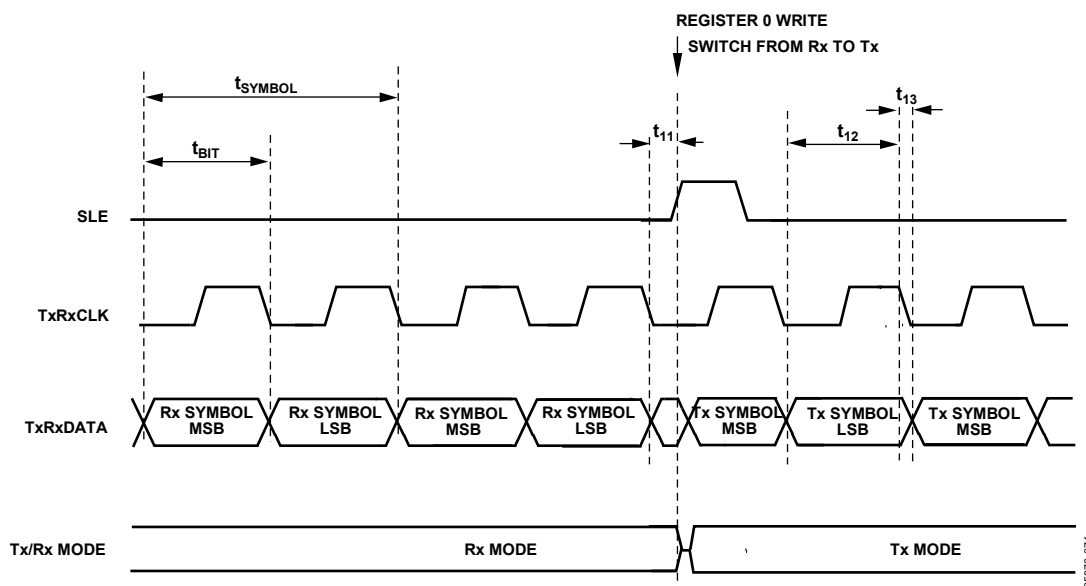 REGISTER 0 WRITE
SWITCH FROM Rx TO Tx
tSYMBOL
t13
t11
t12
tBIT
SLE
TxRxCLK
TxRxDATA
Rx SYMBOL MSB
Rx SYMBOL LSB
Rx SYMBOL MSB
Rx SYMBOL LSB
Tx SYMBOL MSB
Tx SYMBOL LSB
Tx SYMBOL MSB
Tx/Rx MODE
Rx MODE
Tx MODE